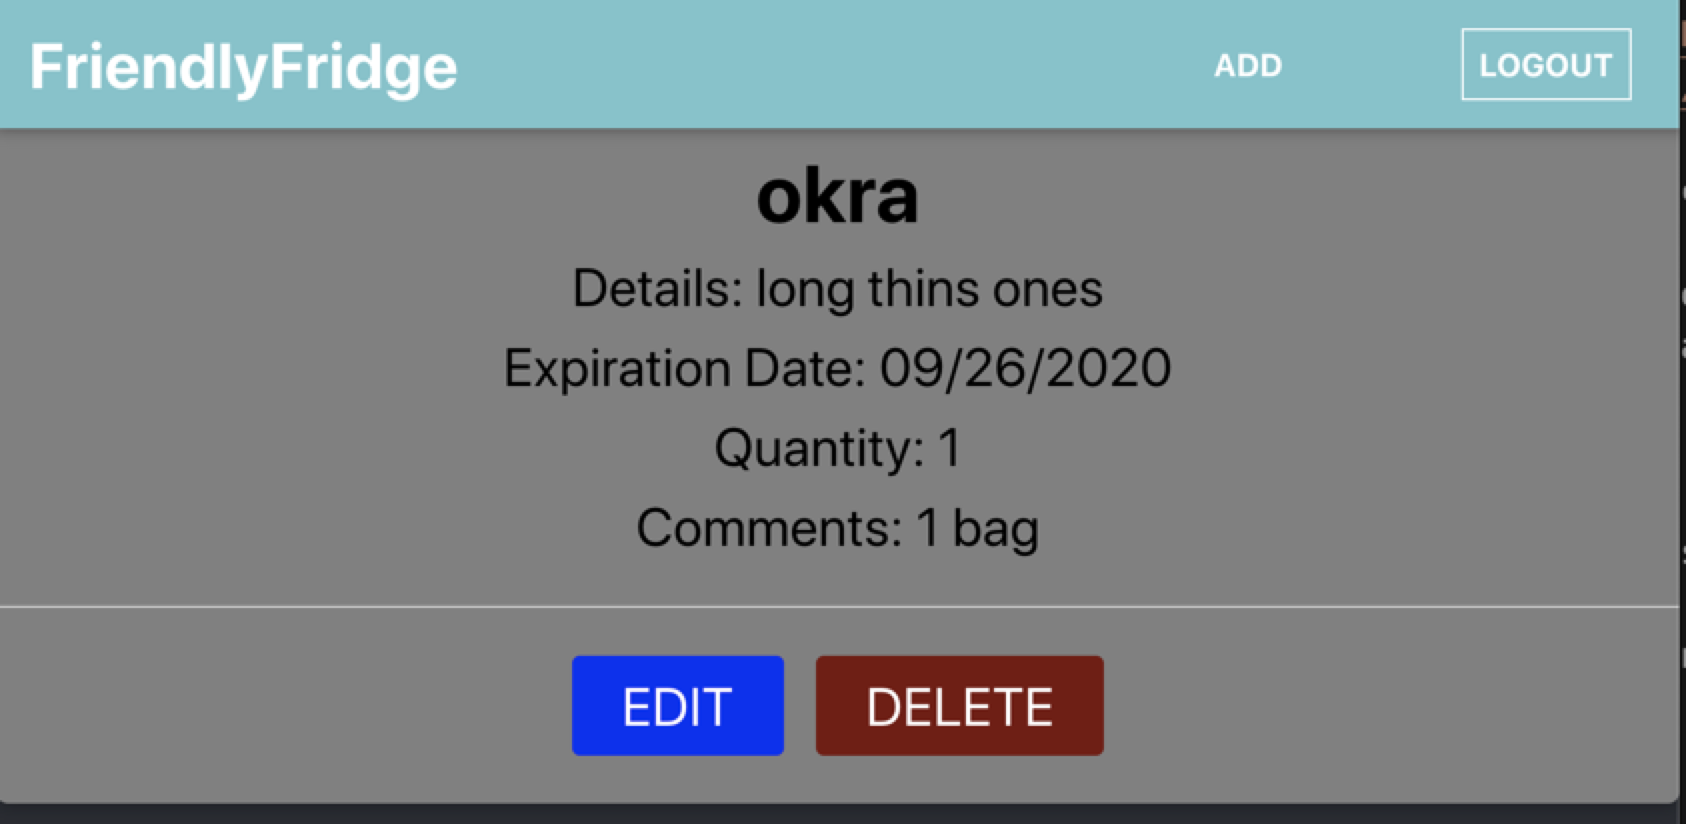 FriendlyFridge ADD LOGOUT
okra
Details: long thins ones
Expiration Date: 09/26/2020
Quantity: 1
Comments: 1 bag
EDIT DELETE